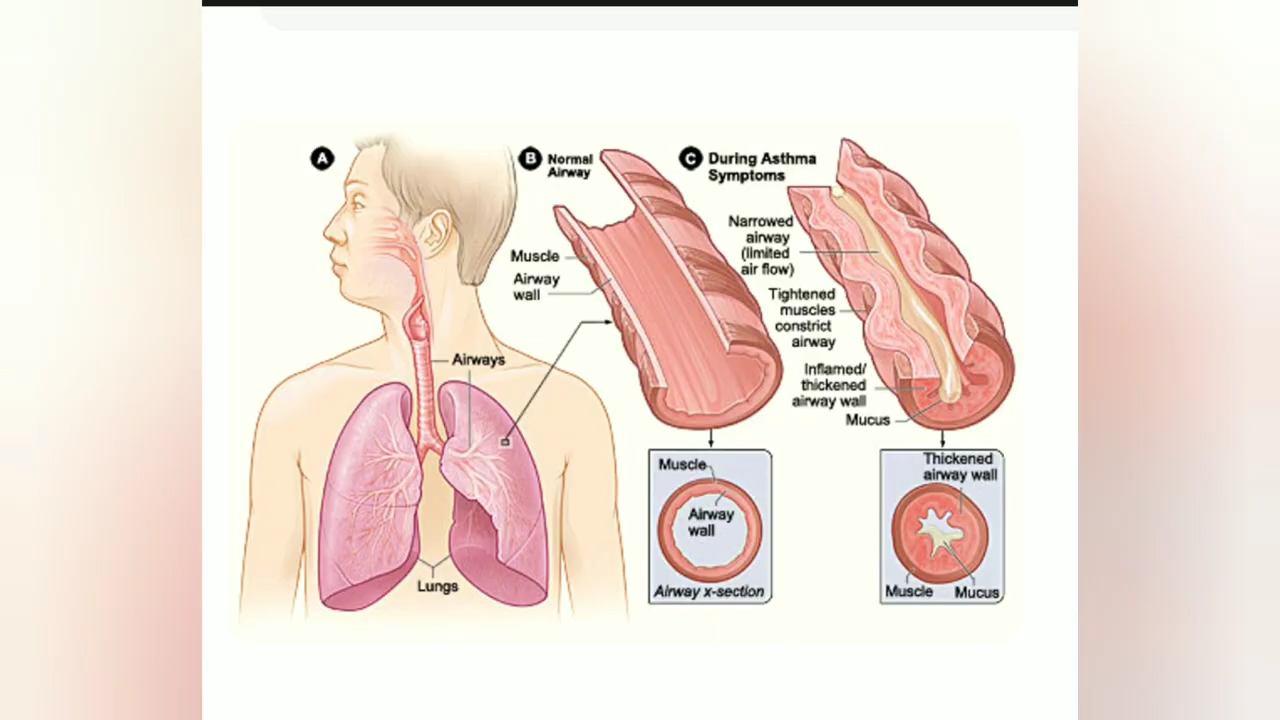 A
B Normal
Airway
C During Asthma
Symptoms
Muscle
Airway
wall
Airways
Lungs
Narrowed
airway
(limited
air flow)
Tightened
muscles
constrict
airway
Inflamed/
thickened
airway wall
Mucus
Muscle
Airway
wall
Airway x-section
Thickened
airway wall
Muscle
Mucus